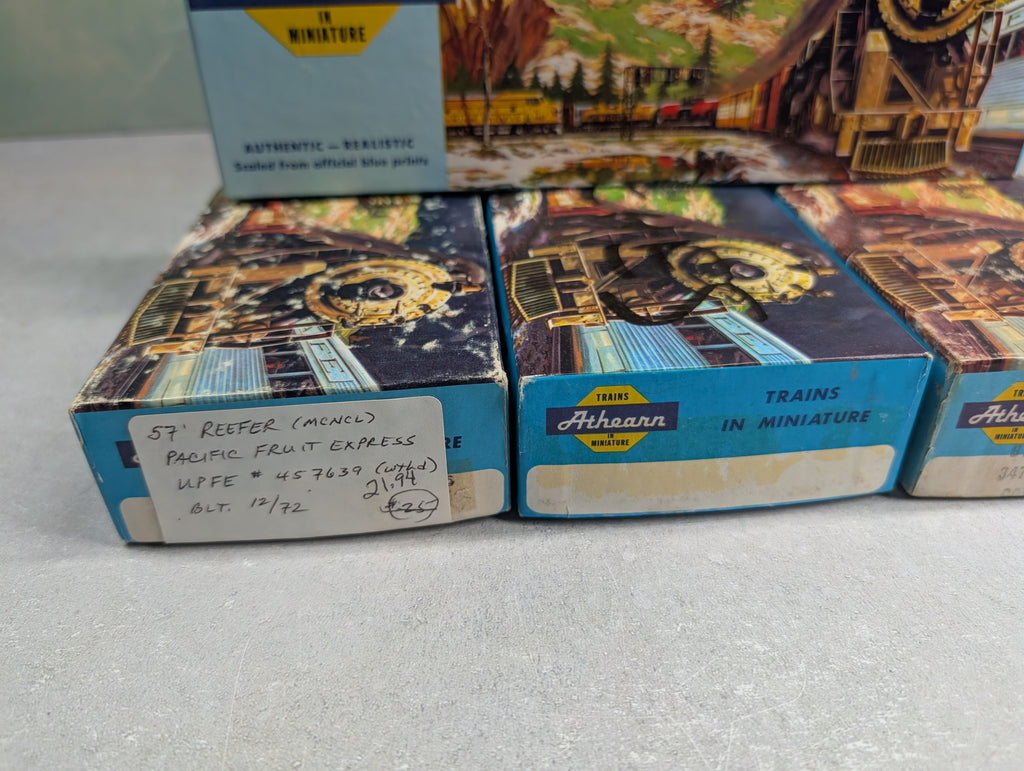 IN
MINIATURE
AUTHENTIC — REALISTIC
Scaled from official blue prints
57' REEFER (MCNCL)
PACIFIC FRUIT EXPRESS
UPFE # 457639 (wthd)
21.94
BLT. 12/72
TRAINS
Athearn
IN
MINIATURE
TRAINS
IN MINIATURE